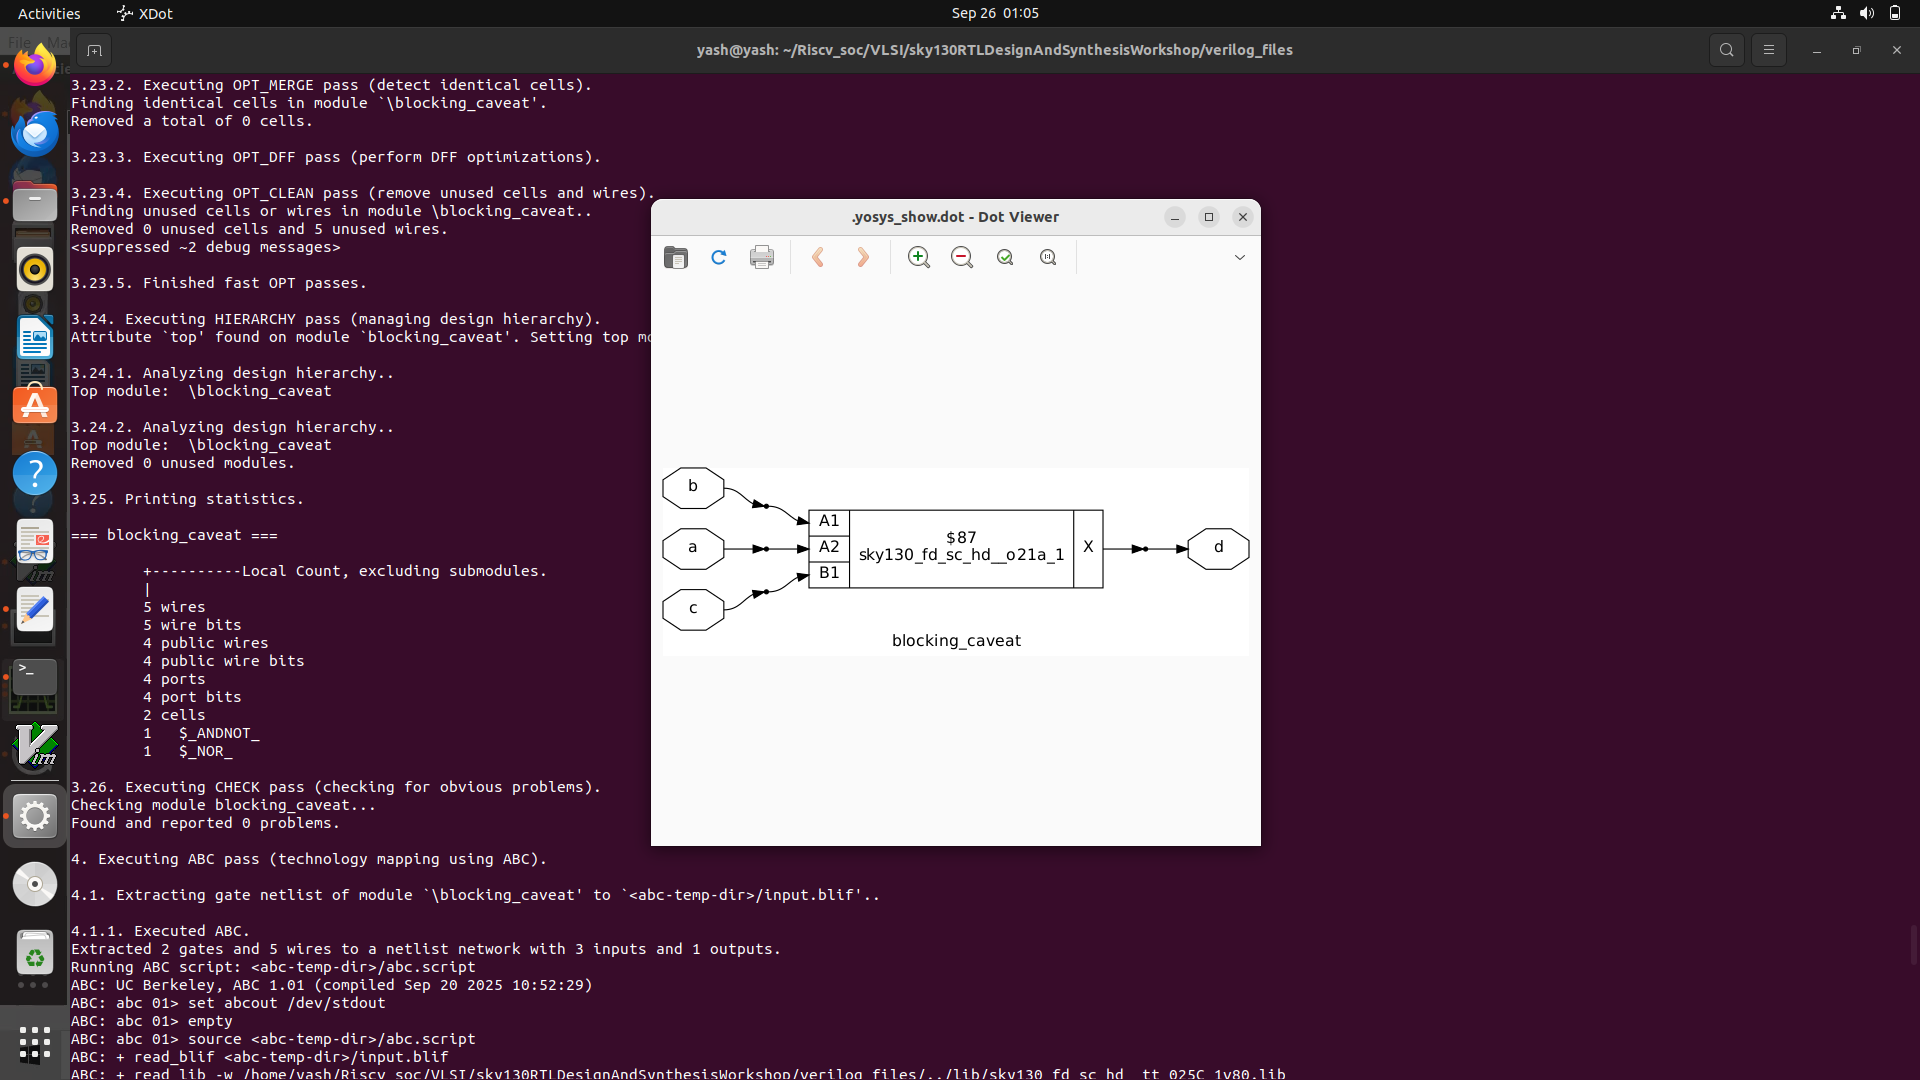 Activities
XDot
Sep 26 01:05
yash@yash: ~/Riscv_soc/VLSI/sky130RTLDesignAndSynthesisWorkshop/verilog_files
3.23.2. Executing OPT_MERGE pass (detect identical cells).
Finding identical cells in module `\blocking_caveat'.
Removed a total of 0 cells.
3.23.3. Executing OPT_DFF pass (perform DFF optimizations).
3.23.4. Executing OPT_CLEAN pass (remove unused cells and wires).
Finding unused cells or wires in module \blocking_caveat..
Removed 0 unused cells and 5 unused wires.
<suppressed ~2 debug messages>
3.23.5. Finished fast OPT passes.
3.24. Executing HIERARCHY pass (managing design hierarchy).
Attribute `top' found on module `blocking_caveat'. Setting top mo
3.24.1. Analyzing design hierarchy..
Top module:  \blocking_caveat
3.24.2. Analyzing design hierarchy..
Top module:  \blocking_caveat
Removed 0 unused modules.
3.25. Printing statistics.
=== blocking_caveat ===
+----------Local Count, excluding submodules.
|
5 wires
5 wire bits
4 public wires
4 public wire bits
4 ports
4 port bits
2 cells
1   $_ANDNOT_
1   $_NOR_
3.26. Executing CHECK pass (checking for obvious problems).
Checking module blocking_caveat...
Found and reported 0 problems.
4. Executing ABC pass (technology mapping using ABC).
4.1. Extracting gate netlist of module `\blocking_caveat' to `<abc-temp-dir>/input.blif'..
4.1.1. Executed ABC.
Extracted 2 gates and 5 wires to a netlist network with 3 inputs and 1 outputs.
Running ABC script: <abc-temp-dir>/abc.script
ABC: UC Berkeley, ABC 1.01 (compiled Sep 20 2025 10:52:29)
ABC: abc 01> set abcout /dev/stdout
ABC: abc 01> empty
ABC: abc 01> source <abc-temp-dir>/abc.script
ABC: + read_blif <abc-temp-dir>/input.blif
ABC: + read_lib -w /home/yash/Riscv_soc/VLSI/sky130RTLDesignAndSynthesisWorkshop/verilog_files/../lib/sky130_fd_sc_hd__tt_025C_1v80.lib
.yosys_show.dot - Dot Viewer
b
a
c
A1
A2
B1
$87
sky130_fd_sc_hd__o21a_1
X
d
blocking_caveat